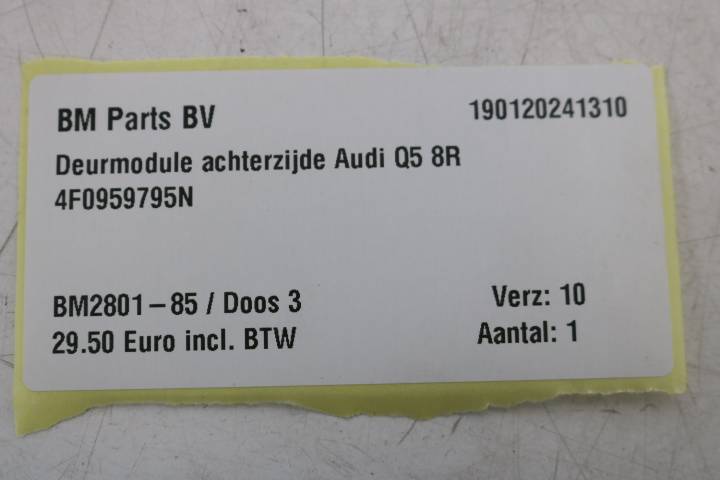 BM Parts BV 190120241310
Deurmodule achterzijde Audi Q5 8R
4F0959795N
BM2801-85 / Doos 3 Verz: 10
29.50 Euro incl. BTW Aantal: 1